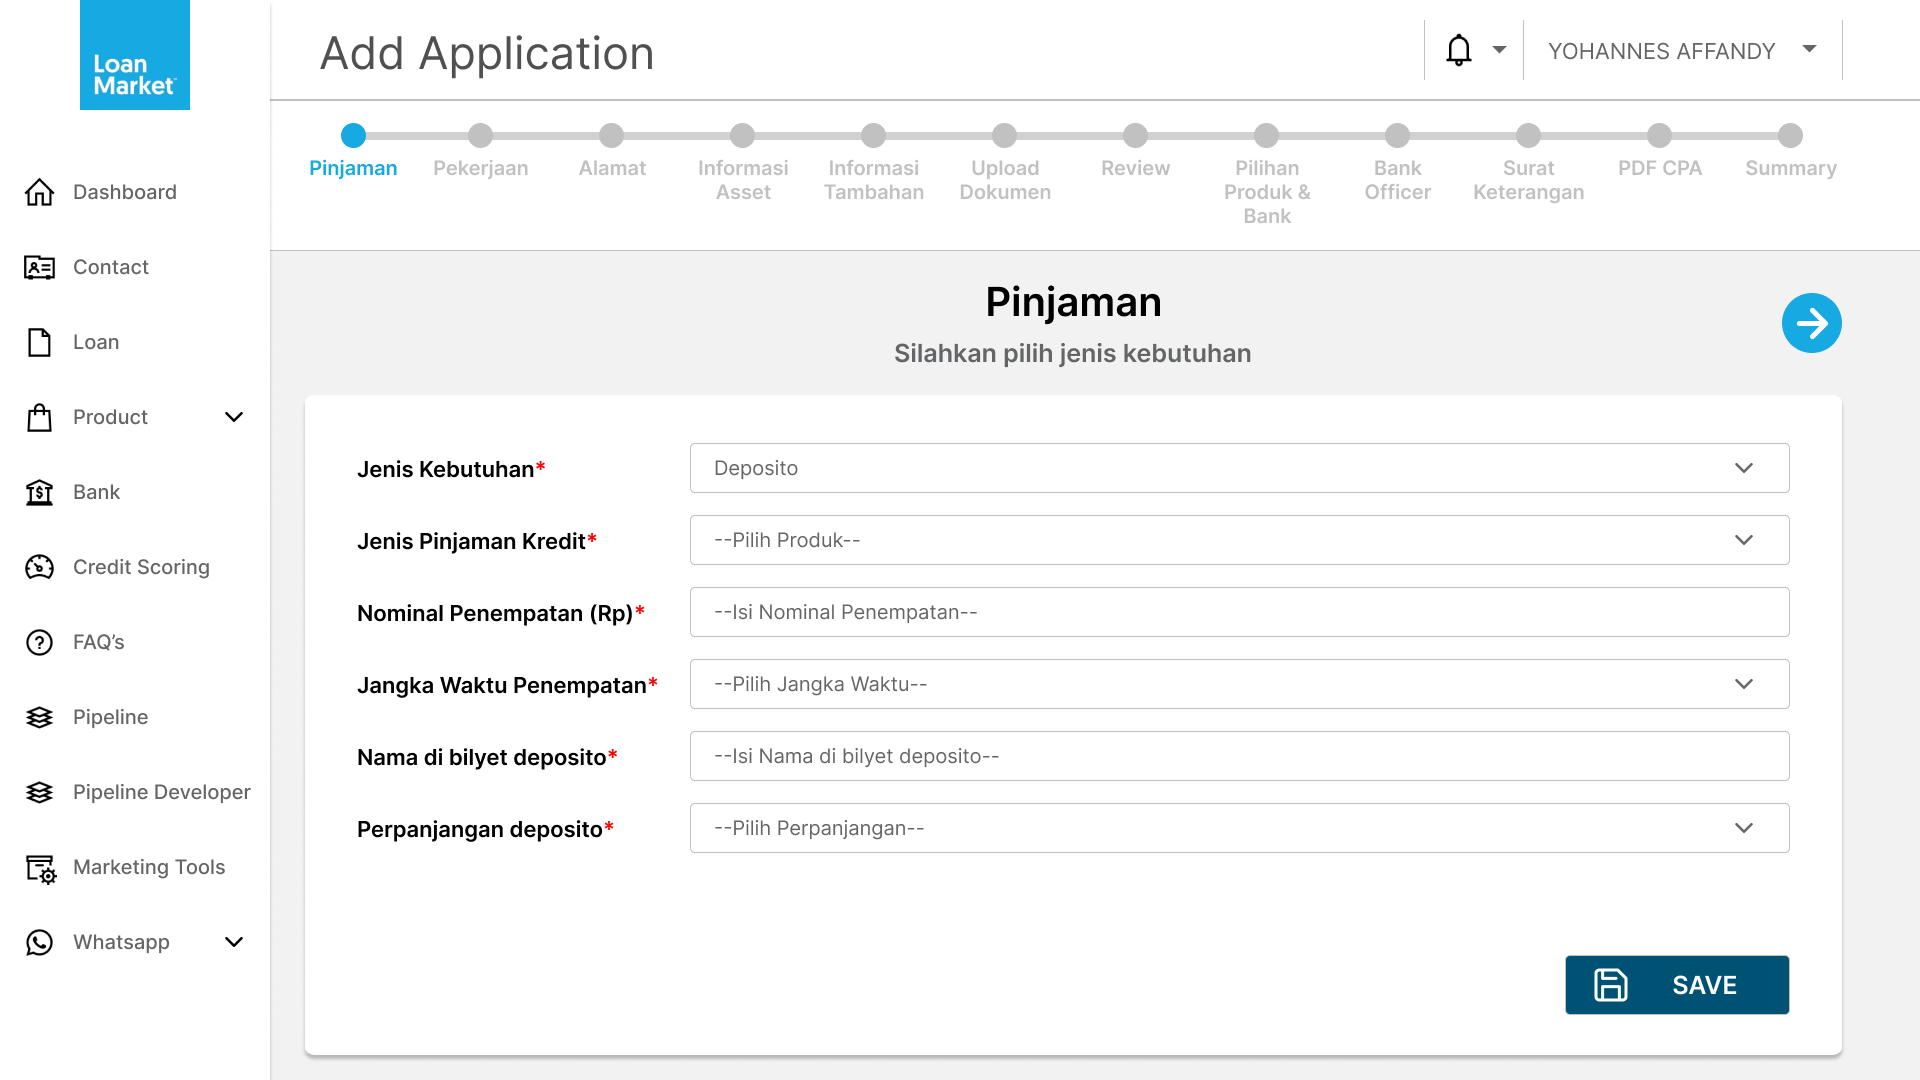 Loan
Market
Add Application
YOHANNES AFFANDY
Pinjaman
Pekerjaan
Alamat
Informasi
Asset
Informasi
Tambahan
Upload
Dokumen
Review
Pilihan
Produk &
Bank
Bank
Officer
Surat
Keterangan
PDF CPA
Summary
Dashboard
Contact
Loan
Product
Bank
Credit Scoring
FAQ’s
Pipeline
Pipeline Developer
Marketing Tools
Whatsapp
Pinjaman
Silahkan pilih jenis kebutuhan
Jenis Kebutuhan*
Deposito
Jenis Pinjaman Kredit*
--Pilih Produk--
Nominal Penempatan (Rp)*
--Isi Nominal Penempatan--
Jangka Waktu Penempatan*
--Pilih Jangka Waktu--
Nama di bilyet deposito*
--Isi Nama di bilyet deposito--
Perpanjangan deposito*
--Pilih Perpanjangan--
SAVE